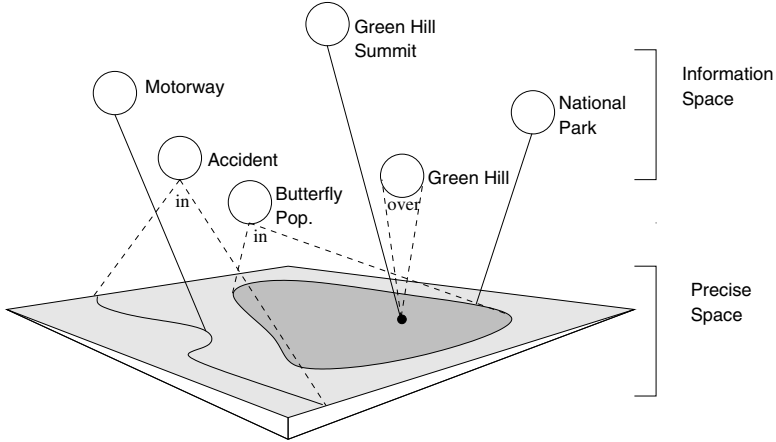 Green Hill
Summit
Motorway
Information
Space
National
Park
Accident
Green Hill
Butterfly
Pop.
in
over
in
Precise
Space